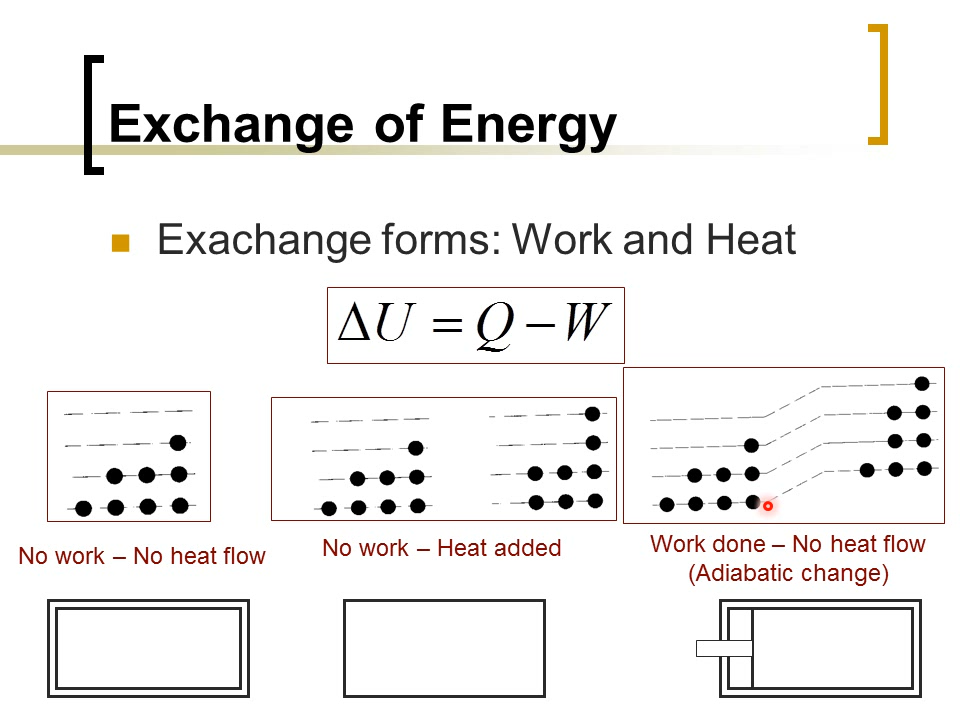 Exchange of Energy
Exachange forms: Work and Heat
ΔU = Q − W
No work – No heat flow
No work – Heat added
Work done – No heat flow
(Adiabatic change)